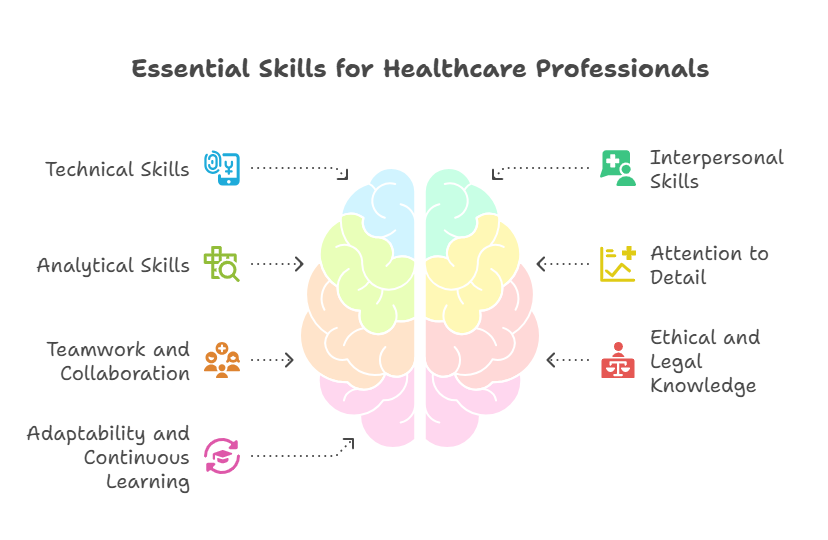 Essential Skills for Healthcare Professionals
Technical Skills
Interpersonal
Skills
Analytical Skills
Attention to
Detail
Teamwork and
Collaboration
Ethical and
Legal
Knowledge
Adaptability and
Continuous
Learning